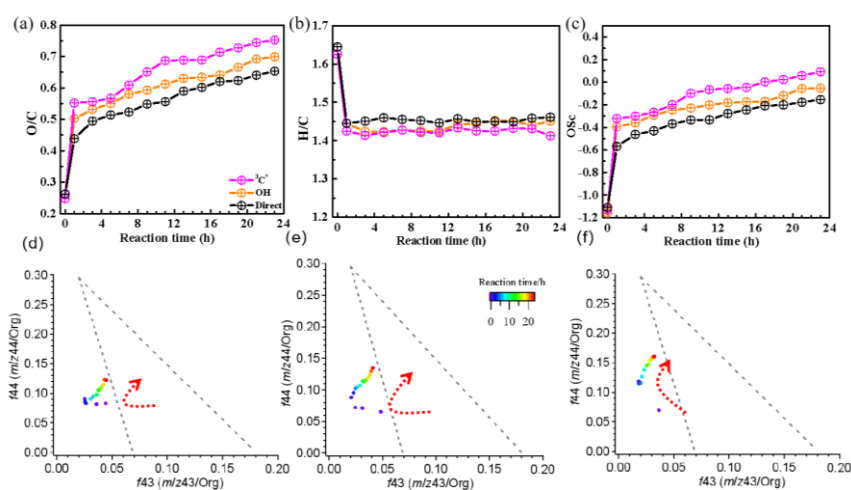 (a)
0.8
0.7
0.6
0.5
0.4
0.3
0.2
O/C
³C*
OH
Direct
0 4 8 12 16 20 24
Reaction time (h)
(b)
1.7
1.6
1.5
1.4
1.3
1.2
H/C
0 4 8 12 16 20 24
Reaction time (h)
(c)
0.4
0.2
0.0
-0.2
-0.4
-0.6
-0.8
-1.0
-1.2
OSc
0 4 8 12 16 20 24
Reaction time (h)
(d)
0.30
0.25
0.20
0.15
0.10
0.05
0.00
f44 (m/z44/Org)
0.00 0.05 0.10 0.15 0.20
f43 (m/z43/Org)
(e)
0.30
0.25
0.20
0.15
0.10
0.05
0.00
f44 (m/z44/Org)
Reaction time/h
0 10 20
0.00 0.05 0.10 0.15 0.20
f43 (m/z43/Org)
(f)
0.30
0.25
0.20
0.15
0.10
0.05
0.00
f44 (m/z44/Org)
0.00 0.05 0.10 0.15 0.20
f43 (m/z43/Org)